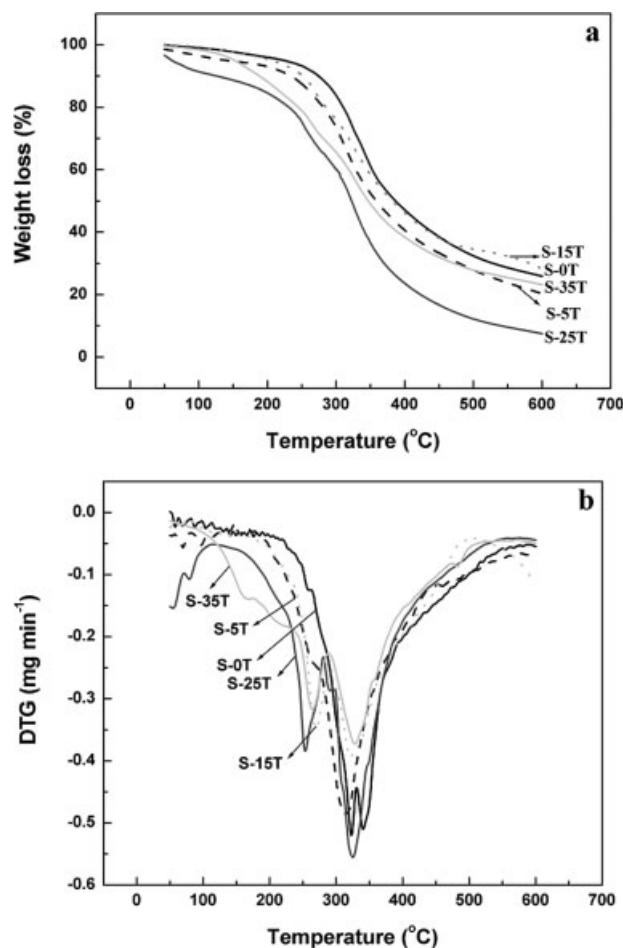 a
100
80
60
40
20
0
Weight loss (%)
S-15T
S-0T
S-35T
S-5T
S-25T
0 100 200 300 400 500 600 700
Temperature (°C)
b
0.0
-0.1
-0.2
-0.3
-0.4
-0.5
-0.6
DTG (mg min⁻¹)
S-35T
S-5T
S-0T
S-25T
S-15T
0 100 200 300 400 500 600 700
Temperature (°C)